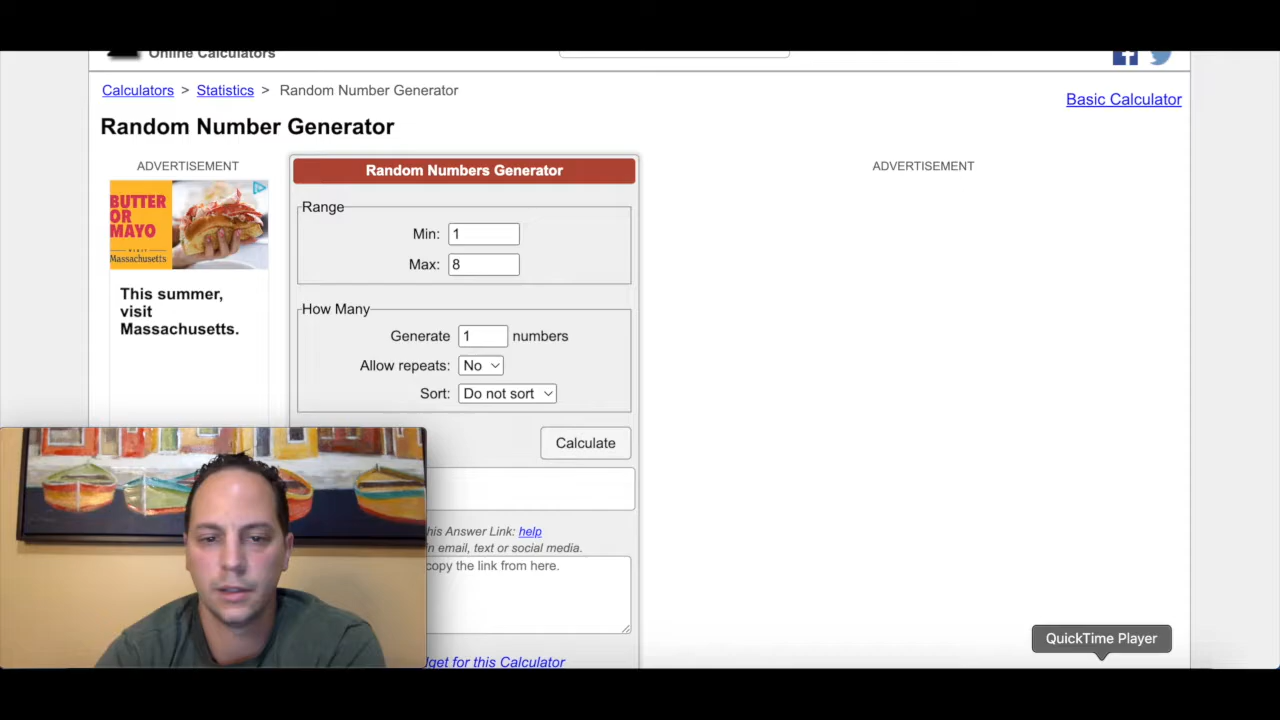 Online Calculators
Calculators > Statistics > Random Number Generator
Basic Calculator
Random Number Generator
ADVERTISEMENT
BUTTER
OR
MAYO
VISIT
Massachusetts
This summer,
visit
Massachusetts.
Random Numbers Generator
Range
Min: 1
Max: 8
How Many
Generate 1 numbers
Allow repeats: No
Sort: Do not sort
Calculate
his Answer Link: help
n email, text or social media.
copy the link from here.
dget for this Calculator
ADVERTISEMENT
QuickTime Player